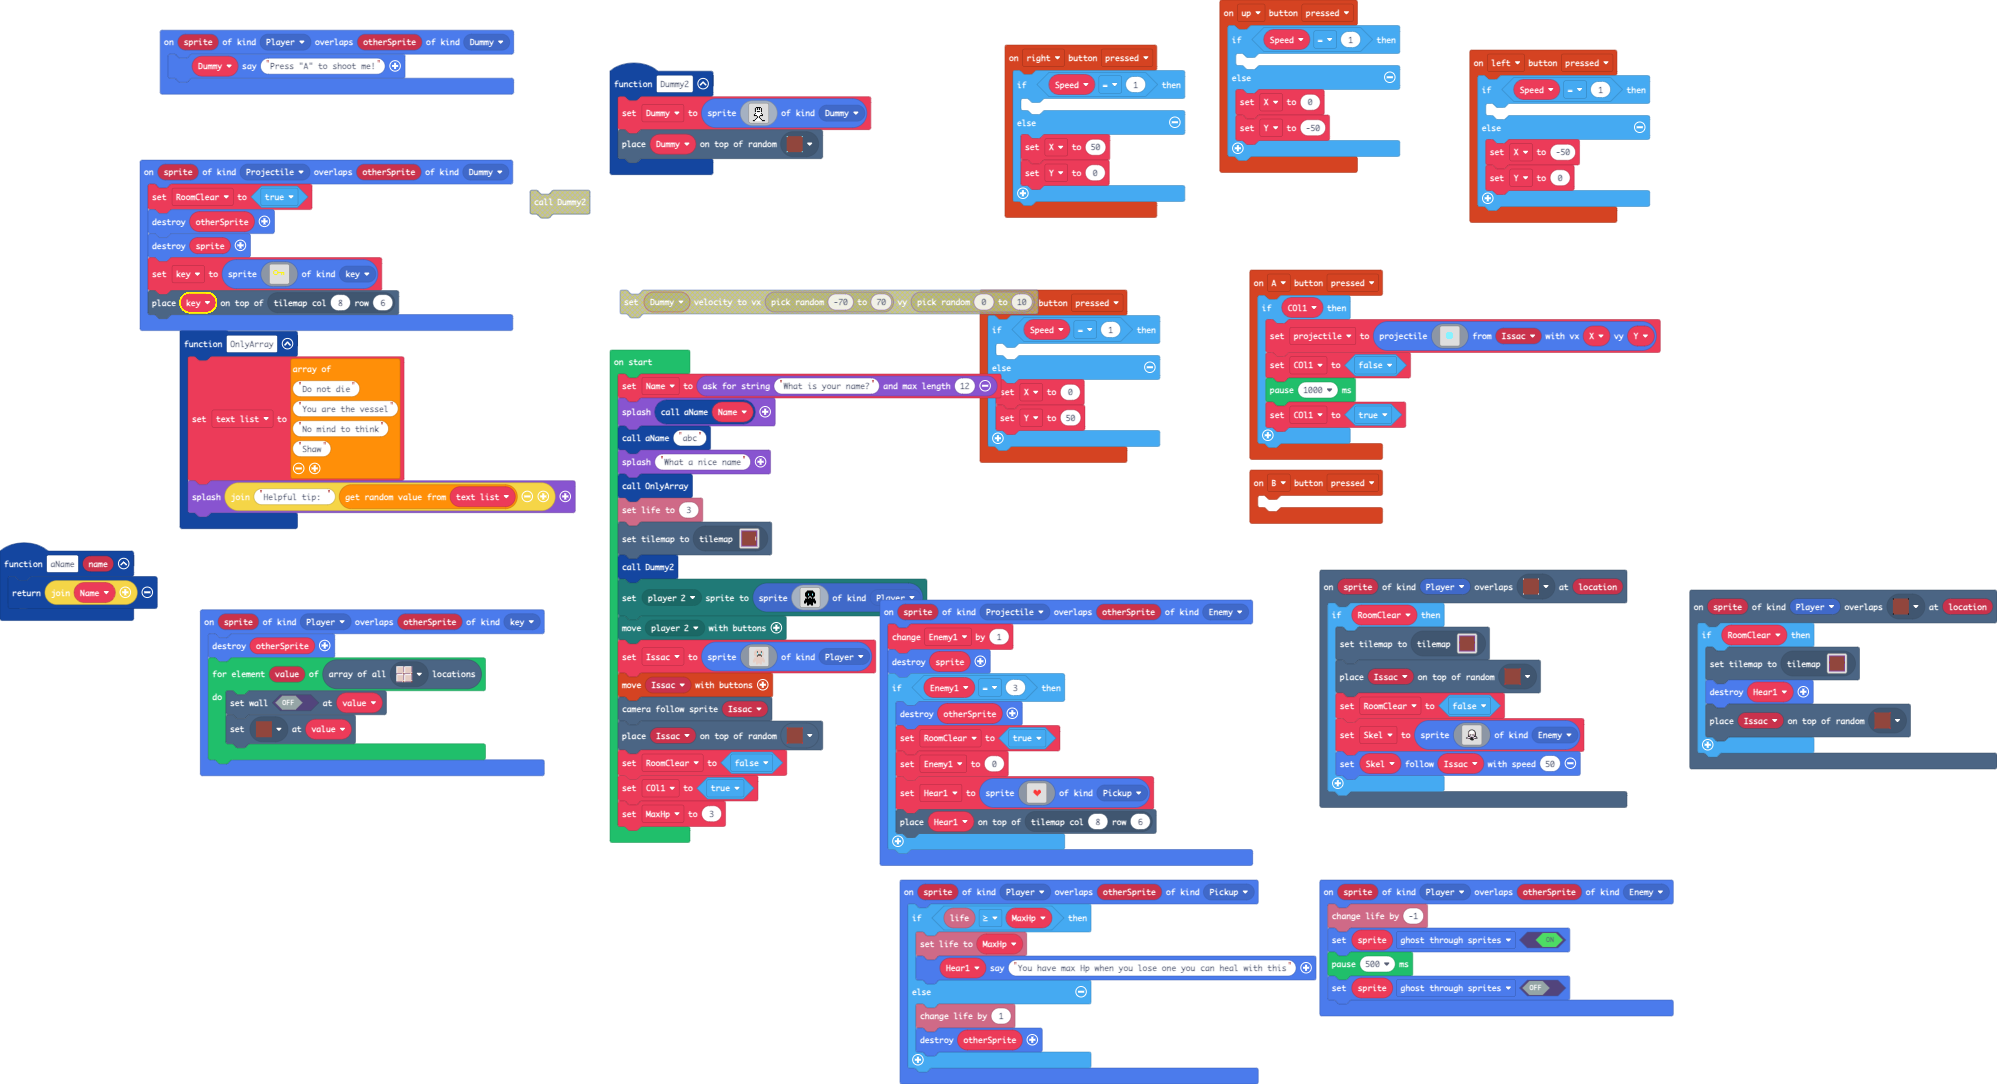 on sprite of kind Player overlaps otherSprite of kind Dummy
Dummy say "Press "A" to shoot me!"
on sprite of kind Projectile overlaps otherSprite of kind Dummy
set RoomClear to true
destroy otherSprite
destroy sprite
set key to sprite of kind key
place key on top of tilemap col 8 row 6
function OnlyArray
set text list to array of
"Do not die"
"You are the vessel"
"No mind to think"
"Shaw"
splash join "Helpful tip: " get random value from text list
function aName name
return join Name
on sprite of kind Player overlaps otherSprite of kind key
destroy otherSprite
for element value of array of all locations
do set wall OFF at value
set at value
function Dummy2
set Dummy to sprite of kind Dummy
place Dummy on top of random
call Dummy2
set Dummy velocity to vx pick random -70 to 70 vy pick random 0 to 10
on start
set Name to ask for string "What is your name?" and max length 12
splash call aName Name
call aName "abc"
splash "What a nice name"
call OnlyArray
set life to 3
set tilemap to tilemap
call Dummy2
set player 2 sprite to sprite of kind Player
move player 2 with buttons
set Issac to sprite of kind Player
move Issac with buttons
camera follow sprite Issac
place Issac on top of random
set RoomClear to false
set COl1 to true
set MaxHp to 3
on right button pressed
if Speed = 1 then
else
set X to 50
set Y to 0
on up button pressed
if Speed = 1 then
else
set X to 0
set Y to -50
on left button pressed
if Speed = 1 then
else
set X to -50
set Y to 0
button pressed
if Speed = 1 then
else
set X to 0
set Y to 50
on A button pressed
if COl1 then
set projectile to projectile from Issac with vx X vy Y
set COl1 to false
pause 1000 ms
set COl1 to true
on B button pressed
on sprite of kind Projectile overlaps otherSprite of kind Enemy
change Enemy1 by 1
destroy sprite
if Enemy1 = 3 then
destroy otherSprite
set RoomClear to true
set Enemy1 to 0
set Hear1 to sprite of kind Pickup
place Hear1 on top of tilemap col 8 row 6
on sprite of kind Player overlaps at location
if RoomClear then
set tilemap to tilemap
place Issac on top of random
set RoomClear to false
set Skel to sprite of kind Enemy
set Skel follow Issac with speed 50
on sprite of kind Player overlaps at location
if RoomClear then
set tilemap to tilemap
destroy Hear1
place Issac on top of random
on sprite of kind Player overlaps otherSprite of kind Pickup
if life ≥ MaxHp then
set life to MaxHp
Hear1 say "You have max Hp when you lose one you can heal with this"
else
change life by 1
destroy otherSprite
on sprite of kind Player overlaps otherSprite of kind Enemy
change life by -1
set sprite ghost through sprites ON
pause 500 ms
set sprite ghost through sprites OFF